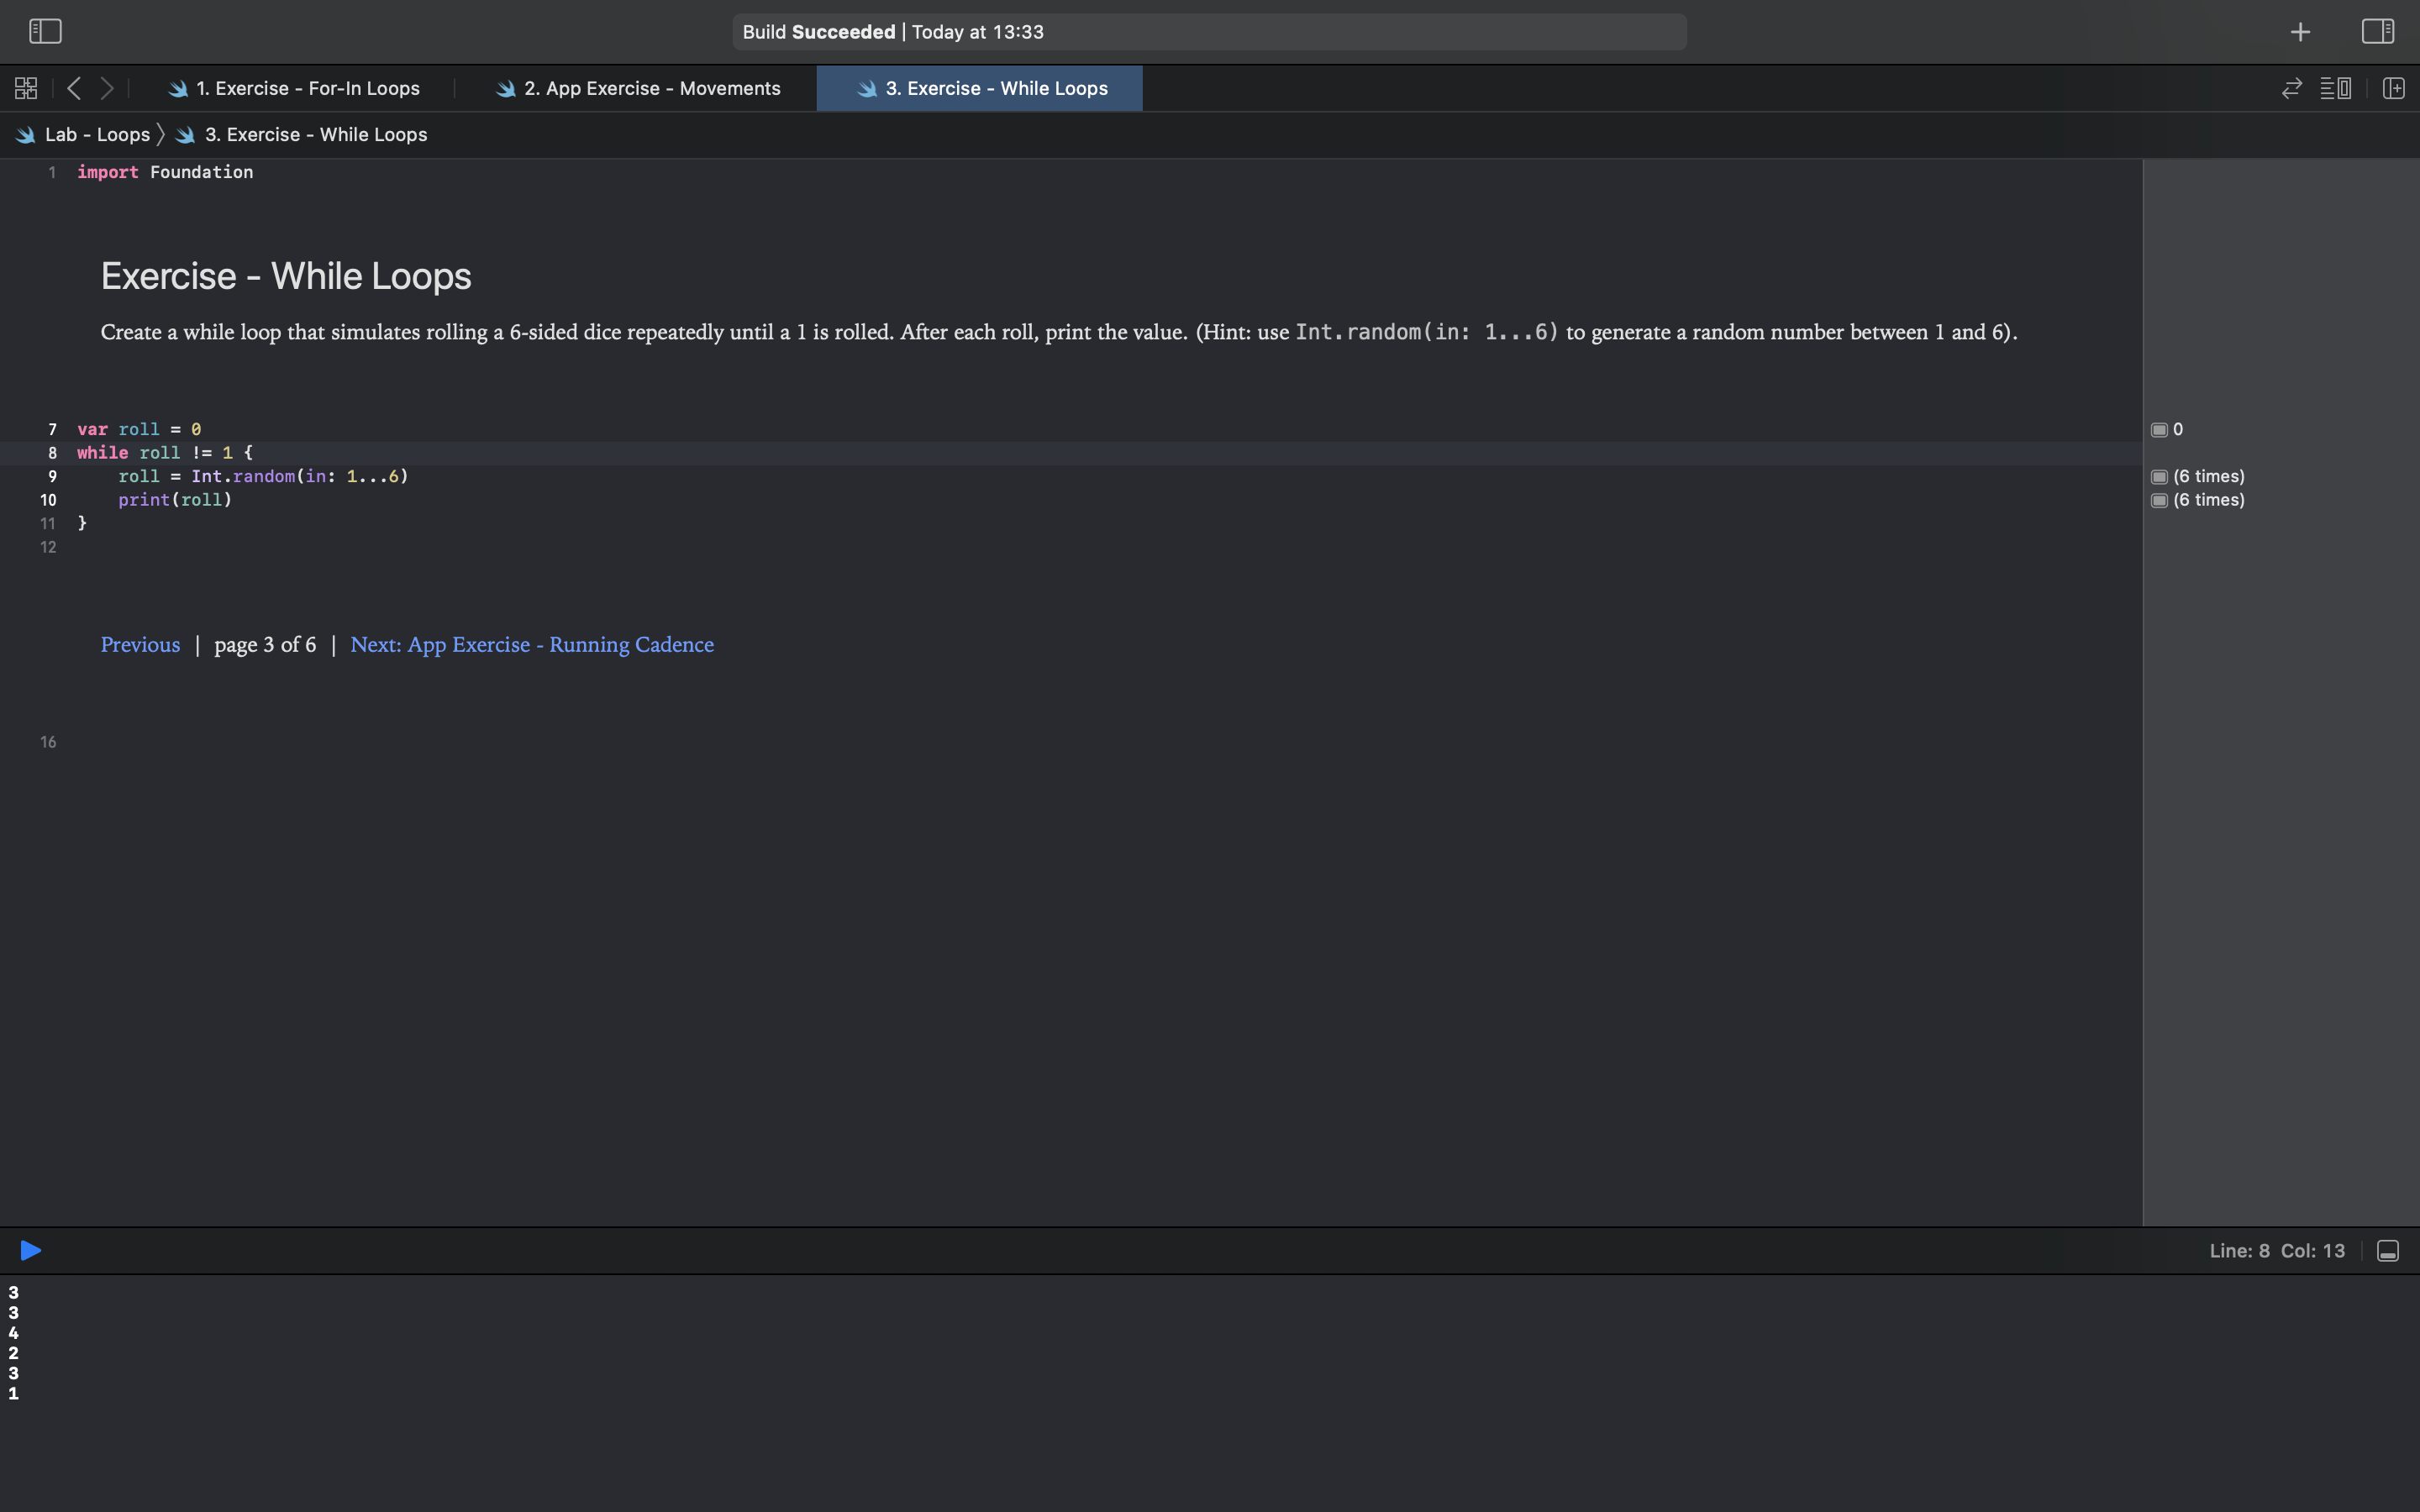 Build Succeeded | Today at 13:33
1. Exercise - For-In Loops
2. App Exercise - Movements
3. Exercise - While Loops
Lab - Loops 〉 3. Exercise - While Loops
1 import Foundation
Exercise - While Loops
Create a while loop that simulates rolling a 6-sided dice repeatedly until a 1 is rolled. After each roll, print the value. (Hint: use Int.random(in: 1...6) to generate a random number between 1 and 6).
7 var roll = 0
0
8 while roll != 1 {
9     roll = Int.random(in: 1...6)
(6 times)
10     print(roll)
(6 times)
11 }
12
Previous | page 3 of 6 | Next: App Exercise - Running Cadence
16
Line: 8 Col: 13
3
3
4
2
3
1